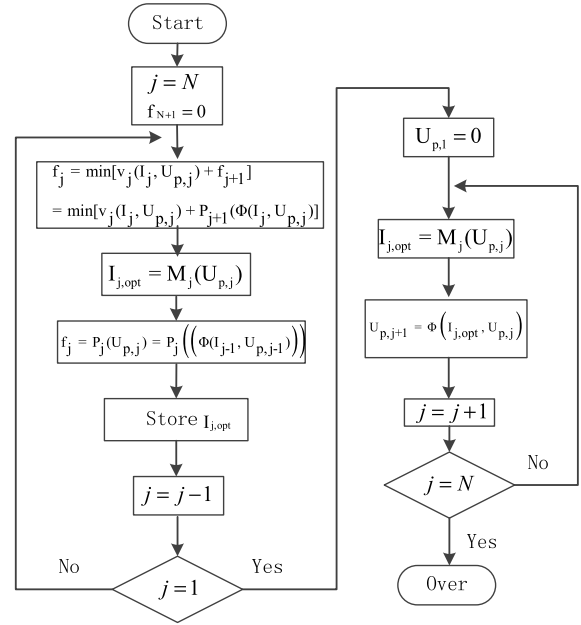 Start
j = N
f_{N+1} = 0
f_j = min[v_j(I_j, U_{p,j}) + f_{j+1}]
= min[v_j(I_j, U_{p,j}) + P_{j+1}(Φ(I_j, U_{p,j})]
I_{j,opt} = M_j(U_{p,j})
f_j = P_j(U_{p,j}) = P_j((Φ(I_{j-1}, U_{p,j-1})))
Store I_{j,opt}
j = j−1
j=1
No
Yes
U_{p,1} = 0
I_{j,opt} = M_j(U_{p,j})
U_{p,j+1} = Φ(I_{j,opt}, U_{p,j})
j = j+1
j = N
No
Yes
Over